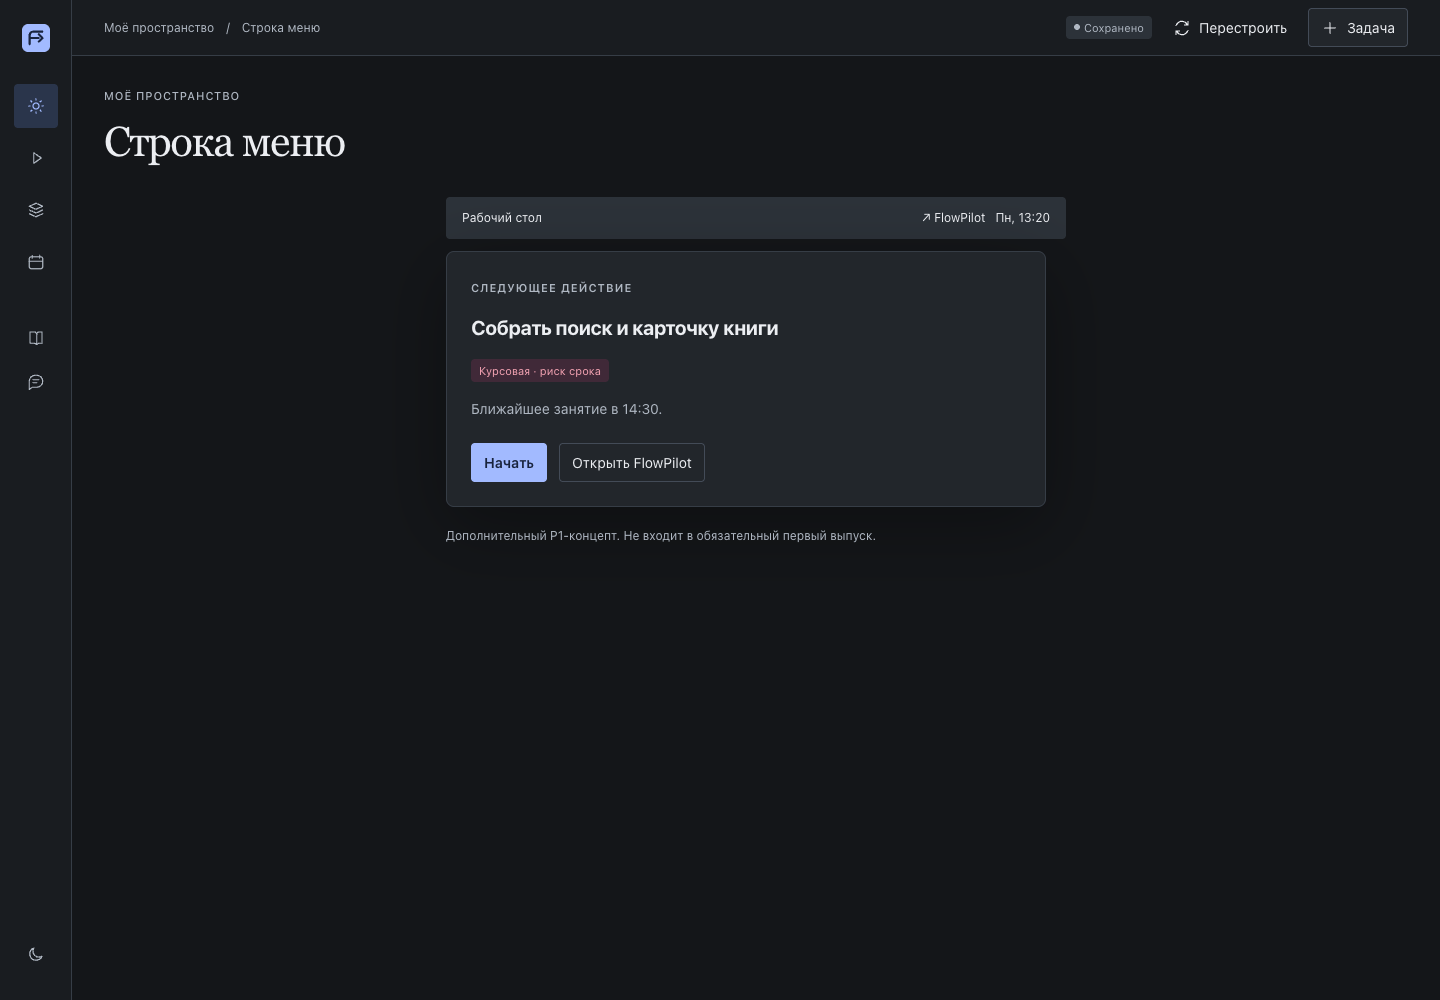 Моё пространство / Строка меню
Сохранено
Перестроить
Задача
МОЁ ПРОСТРАНСТВО
Строка меню
Рабочий стол
↗ FlowPilot Пн, 13:20
СЛЕДУЮЩЕЕ ДЕЙСТВИЕ
Собрать поиск и карточку книги
Курсовая · риск срока
Ближайшее занятие в 14:30.
Начать
Открыть FlowPilot
Дополнительный P1-концепт. Не входит в обязательный первый выпуск.